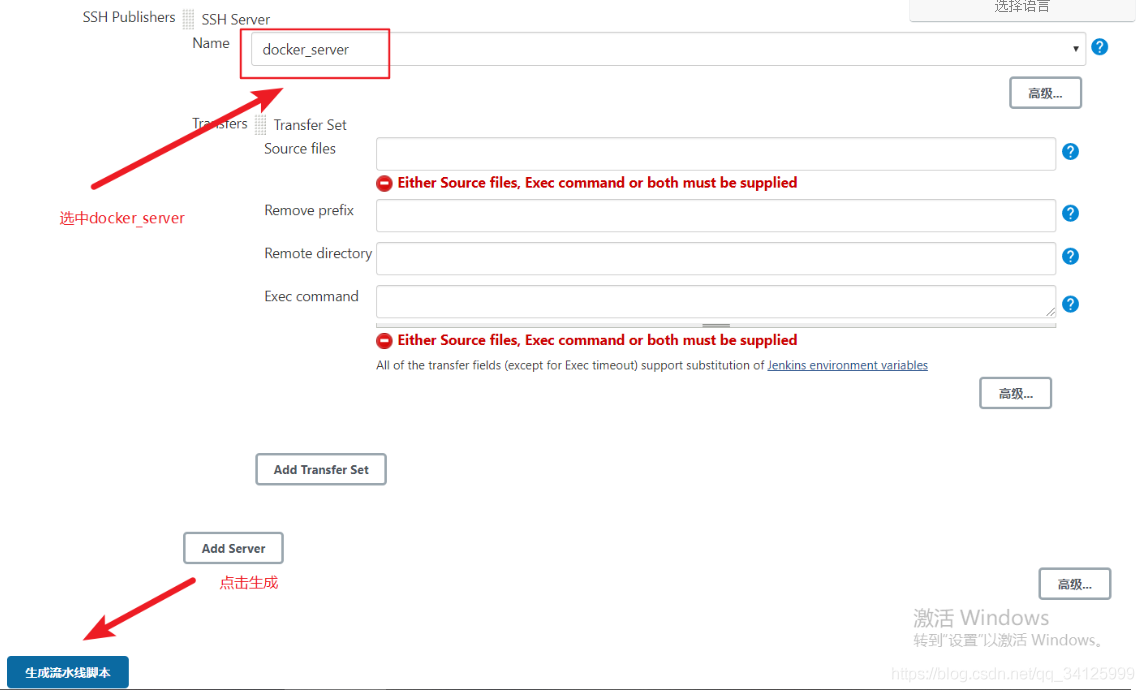 选择语言
SSH Publishers
SSH Server
Name
docker_server
高级...
Transfers
Transfer Set
Source files
Either Source files, Exec command or both must be supplied
选中docker_server
Remove prefix
Remote directory
Exec command
Either Source files, Exec command or both must be supplied
All of the transfer fields (except for Exec timeout) support substitution of Jenkins environment variables
高级...
Add Transfer Set
Add Server
点击生成
高级...
激活 Windows
转到“设置”以激活 Windows。
生成流水线脚本
https://blog.csdn.net/qq_34125999